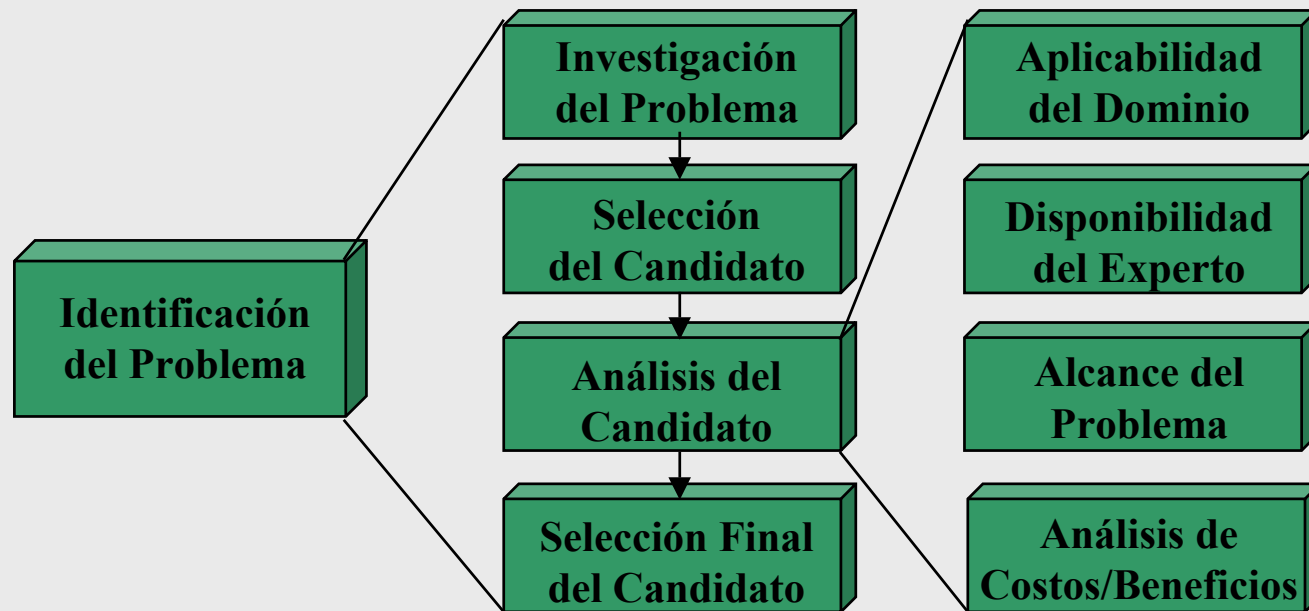 Identificación
del Problema
Investigación
del Problema
Selección
del Candidato
Análisis del
Candidato
Selección Final
del Candidato
Aplicabilidad
del Dominio
Disponibilidad
del Experto
Alcance del
Problema
Análisis de
Costos/Beneficios